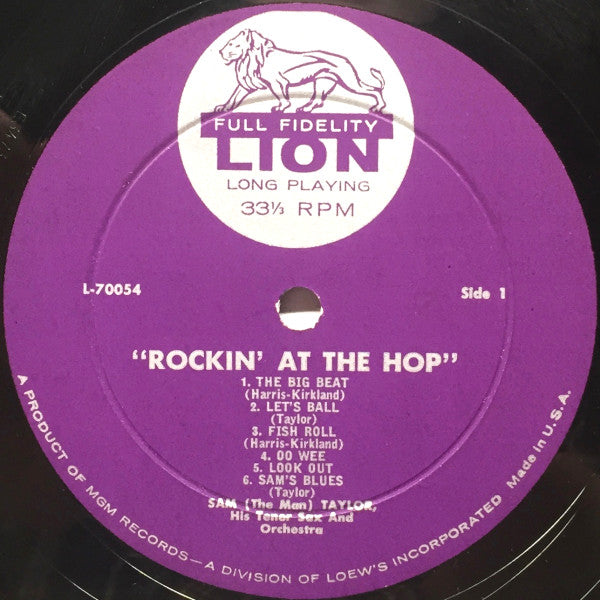 FULL FIDELITY
LION
LONG PLAYING
33⅓ RPM
L-70054
Side 1
"ROCKIN' AT THE HOP"
1. THE BIG BEAT
(Harris-Kirkland)
2. LET'S BALL
(Taylor)
3. FISH ROLL
(Harris-Kirkland)
4. OO WEE
5. LOOK OUT
6. SAM'S BLUES
(Taylor)
SAM (The Man) TAYLOR,
His Tenor Sax And
Orchestra
A PRODUCT OF MGM RECORDS—A DIVISION OF LOEW'S INCORPORATED Made in U.S.A.